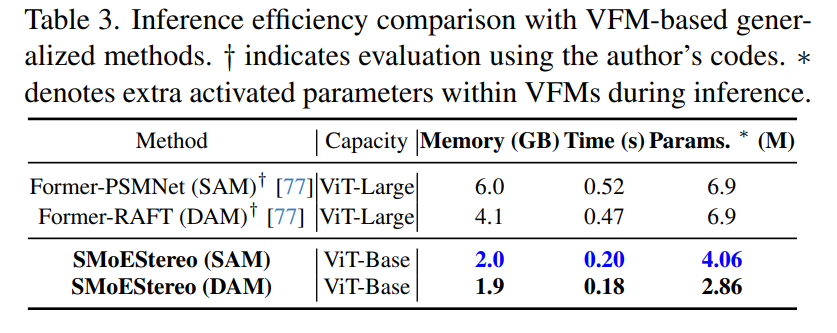 Table 3. Inference efficiency comparison with VFM-based gener-
alized methods. † indicates evaluation using the author's codes. ∗
denotes extra activated parameters within VFMs during inference.
Method Capacity Memory (GB) Time (s) Params. * (M)
Former-PSMNet (SAM)† [77] ViT-Large 6.0 0.52 6.9
Former-RAFT (DAM)† [77] ViT-Large 4.1 0.47 6.9
SMoEStereo (SAM) ViT-Base 2.0 0.20 4.06
SMoEStereo (DAM) ViT-Base 1.9 0.18 2.86